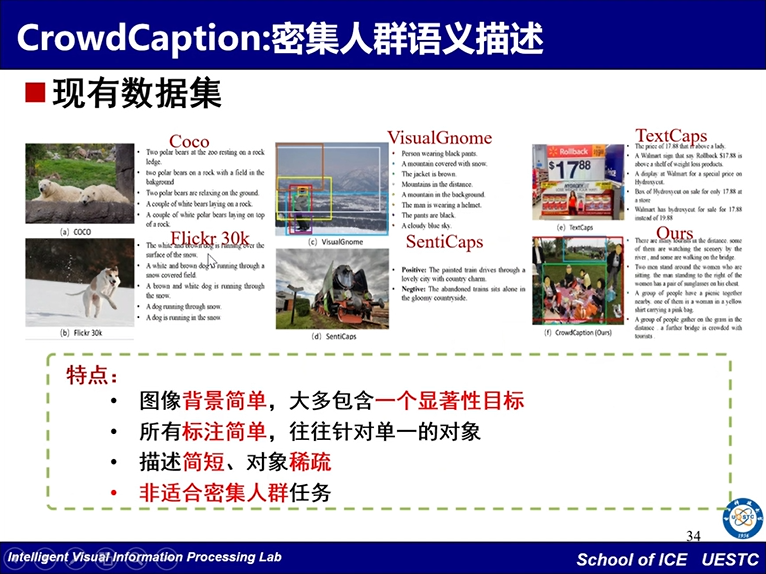 CrowdCaption:密集人群语义描述
现有数据集
Coco
• Two polar bears at the zoo resting on a rock
ledge.
• two polar bears on a rock with a field in the
bakground
• Two polar bears are relaxing on the ground.
• A couple of white bears laying on a rock.
• A couple of white polar bears laying on top
of a rock.
(a) COCO
Flickr 30k
• The white and brown dog is running over the
surface of the snow.
• A white and brown dog is running through a
snow covered field.
• A brown and white dog is running through
the snow.
• A dog running through snow.
• A dog is running in the snow
(b) Flickr 30k
VisualGnome
• Person wearing black pants.
• A mountain covered with snow.
• The jacket is brown.
• Mountains in the distance.
• A mountain in the background.
• The man is wearing a helmet.
• The pants are black.
• A cloudy blue sky.
(c) VisualGnome
SentiCaps
• Positive: The painted train drives through a
lovely city with country charm.
• Negtive: The abandoned trains sits alone in
the gloomy countryside.
(d) SentiCaps
TextCaps
• The price of 17.88 that is above a lady.
• A Walmart sign that say Rollback $17.88 is
above a shelf of weight loss products.
• A display at Walmart for a special price on
Hydroxycut.
• Box of Hydroxycut on sale for only 17.88 at
a store
• Walmart has hydroxycut for sale for 17.88
instead of 19.88
Rollback
$17.88
(e) TextCaps
Ours
• There are many tourists in the distance. some
of them are watching the scenery by the
river , and some are walking on the bridge.
• Two men stand around the women who are
sitting. the man standing to the right of the
women has a pair of sunglasses on his chest.
• A group of people have a picnic together
nearby. one of them is a woman in a yellow
shirt carrying a pink bag.
• A group of people gather on the grass in the
distance . a further bridge is crowded with
tourists .
(f) CrowdCaption (Ours)
特点：
• 图像背景简单，大多包含一个显著性目标
• 所有标注简单，往往针对单一的对象
• 描述简短、对象稀疏
• 非适合密集人群任务
UESTC
1956
34
Intelligent Visual Information Processing Lab
School of ICE UESTC